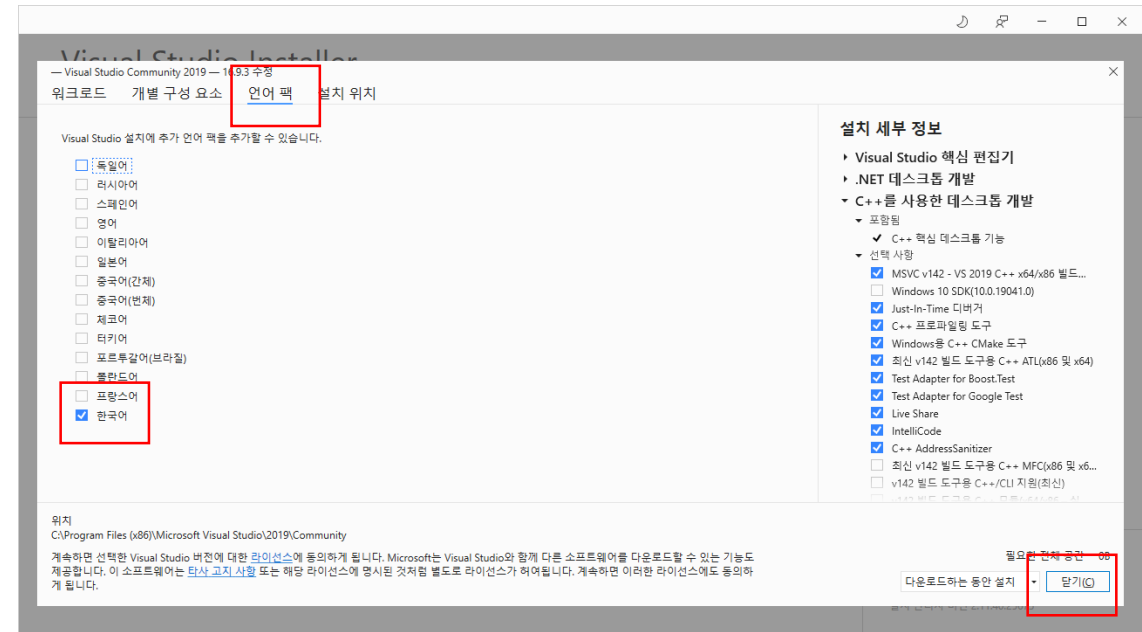 Visual Studio Installer
— Visual Studio Community 2019 — 16.9.3 수정
워크로드 개별 구성 요소 언어 팩 설치 위치
Visual Studio 설치에 추가 언어 팩을 추가할 수 있습니다.
독일어
러시아어
스페인어
영어
이탈리아어
일본어
중국어(간체)
중국어(번체)
체코어
터키어
포르투갈어(브라질)
폴란드어
프랑스어
한국어
설치 세부 정보
Visual Studio 핵심 편집기
.NET 데스크톱 개발
C++를 사용한 데스크톱 개발
포함됨
C++ 핵심 데스크톱 기능
선택 사항
MSVC v142 - VS 2019 C++ x64/x86 빌드...
Windows 10 SDK(10.0.19041.0)
Just-In-Time 디버거
C++ 프로파일링 도구
Windows용 C++ CMake 도구
최신 v142 빌드 도구용 C++ ATL(x86 및 x64)
Test Adapter for Boost.Test
Test Adapter for Google Test
Live Share
IntelliCode
C++ AddressSanitizer
최신 v142 빌드 도구용 C++ MFC(x86 및 x6...
v142 빌드 도구용 C++/CLI 지원(최신)
위치
C:\Program Files (x86)\Microsoft Visual Studio\2019\Community
계속하면 선택한 Visual Studio 버전에 대한 라이선스에 동의하게 됩니다. Microsoft는 Visual Studio와 함께 다른 소프트웨어를 다운로드할 수 있는 기능도
제공합니다. 이 소프트웨어는 타사 고지 사항 또는 해당 라이선스에 명시된 것처럼 별도로 라이선스가 허여됩니다. 계속하면 이러한 라이선스에도 동의하
게 됩니다.
필요한 전체 공간 0B
다운로드하는 동안 설치 닫기(C)